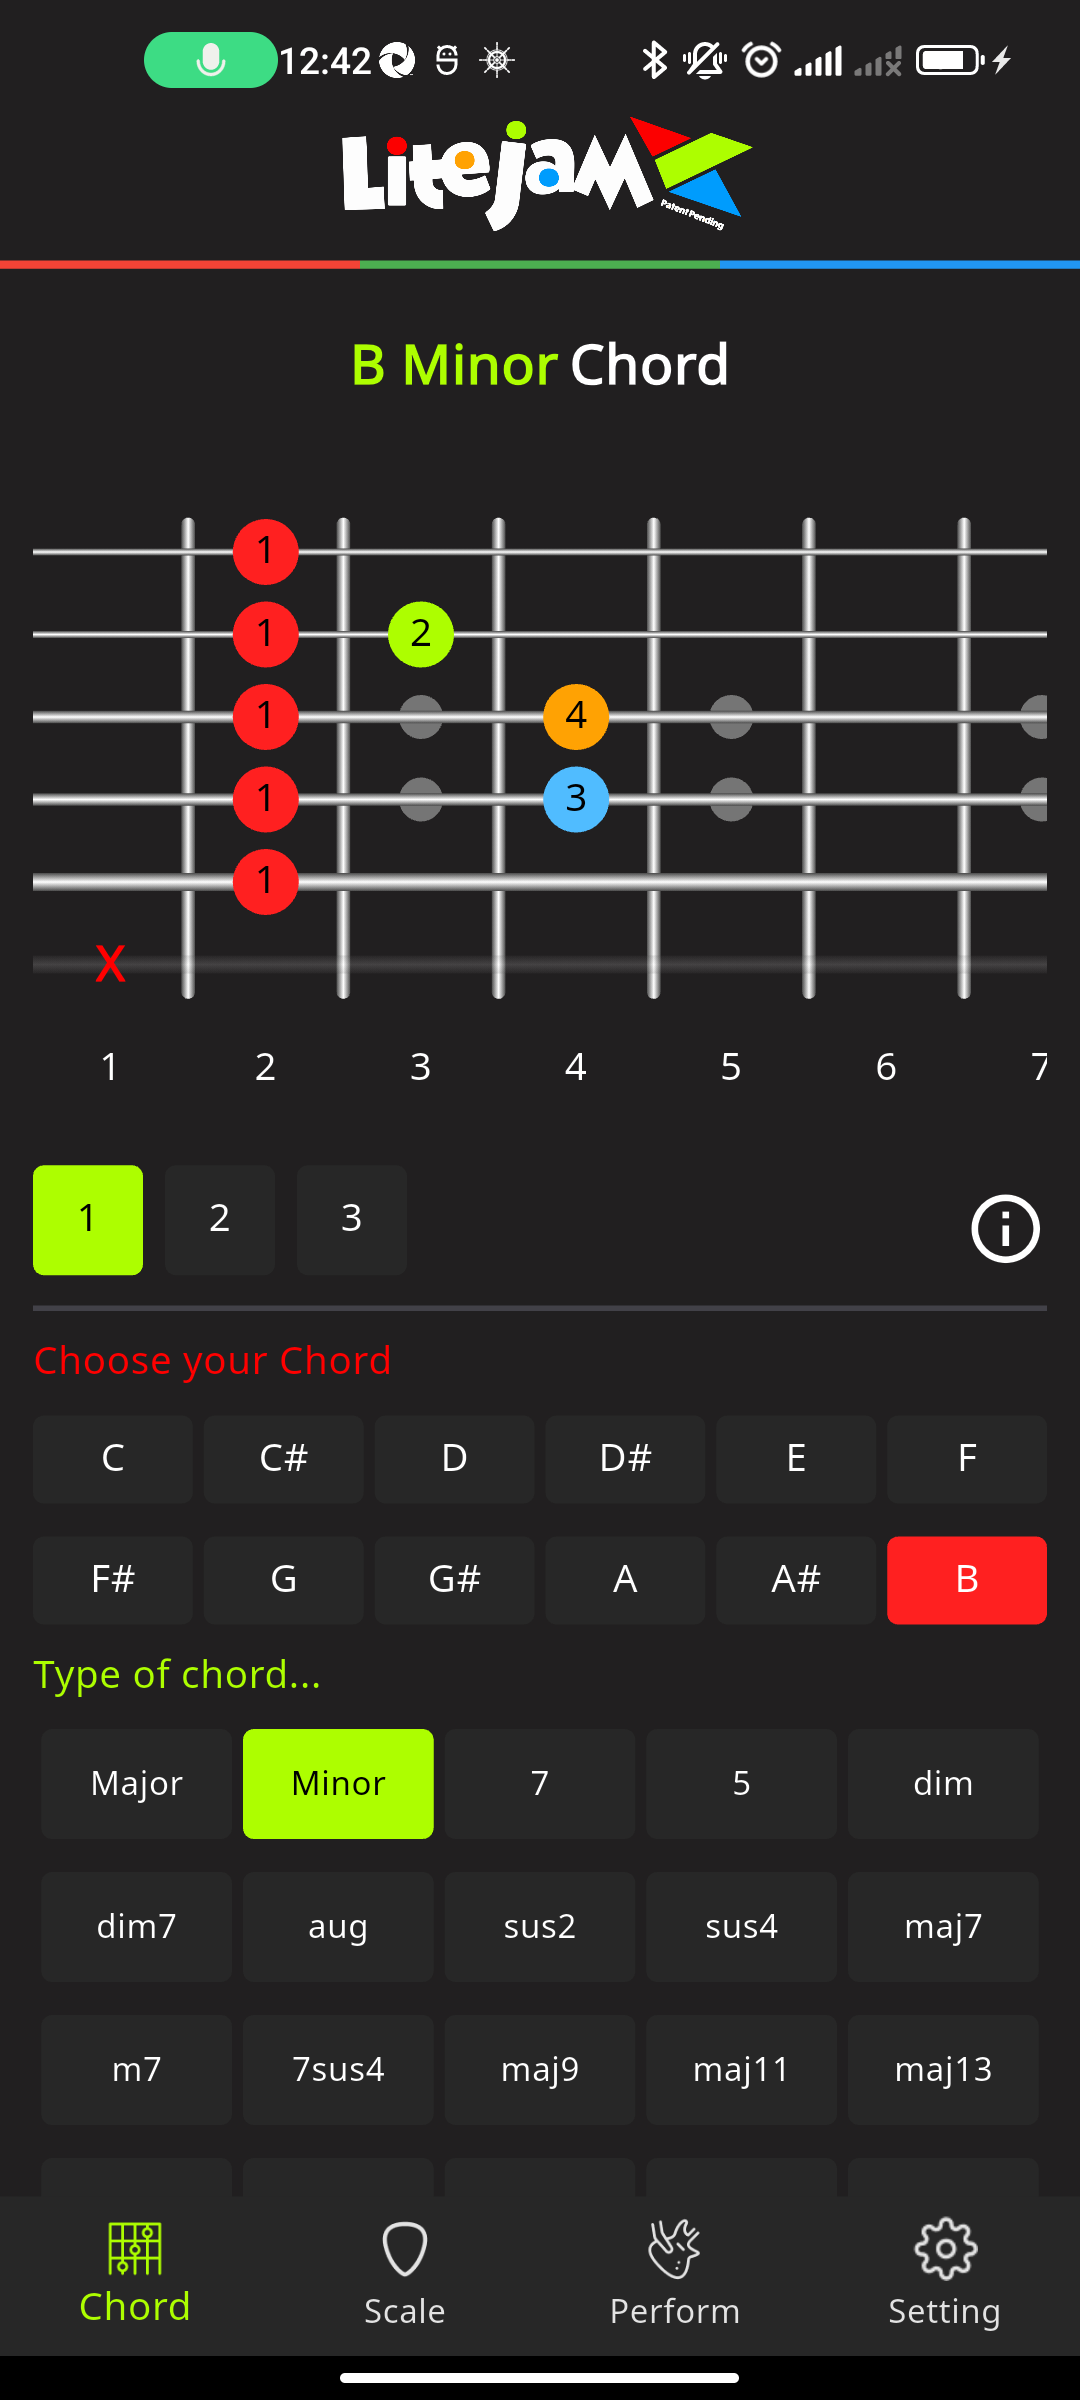 12:42
Litejam
Patent Pending
B Minor Chord
1
1 2
1 4
1 3
1
X
1 2 3 4 5 6 7
1 2 3
Choose your Chord
C C# D D# E F
F# G G# A A# B
Type of chord...
Major Minor 7 5 dim
dim7 aug sus2 sus4 maj7
m7 7sus4 maj9 maj11 maj13
Chord Scale Perform Setting